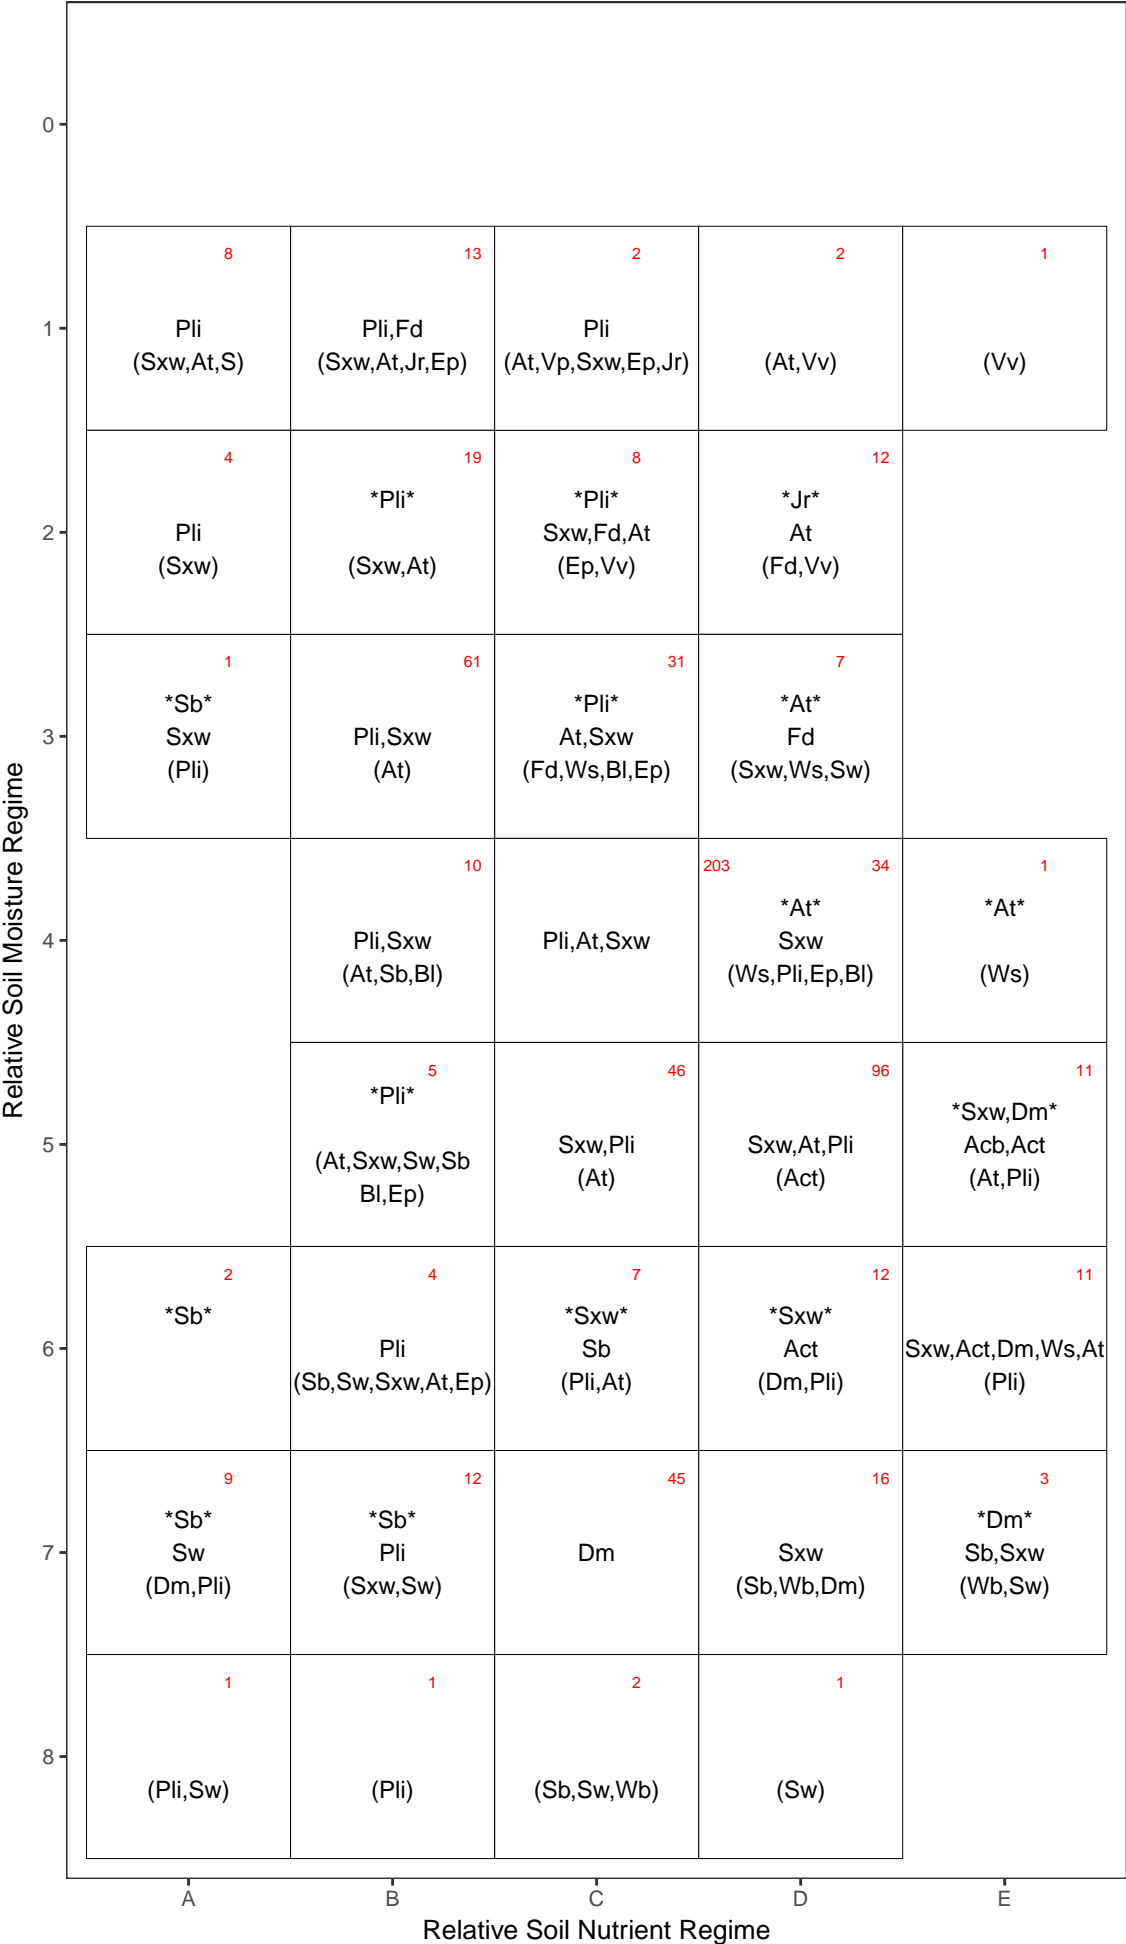 0
8
13
2
2
1
1
Pli
Pli,Fd
Pli
(Sxw,At,S)
(Sxw,At,Jr,Ep)
(At,Vp,Sxw,Ep,Jr)
(At,Vv)
(Vv)
4
19
8
12
*Pli*
*Pli*
*Jr*
2
Pli
Sxw,Fd,At
At
(Sxw)
(Sxw,At)
(Ep,Vv)
(Fd,Vv)
1
61
31
7
*Sb*
*Pli*
*At*
3
Sxw
Pli,Sxw
At,Sxw
Fd
(Pli)
(At)
(Fd,Ws,Bl,Ep)
(Sxw,Ws,Sw)
Relative Soil Moisture Regime
10
203
34
1
*At*
*At*
4
Pli,Sxw
Pli,At,Sxw
Sxw
(At,Sb,Bl)
(Ws,Pli,Ep,Bl)
(Ws)
5
46
96
11
*Pli*
*Sxw,Dm*
5
Sxw,Pli
Sxw,At,Pli
Acb,Act
(At,Sxw,Sw,Sb
Bl,Ep)
(At)
(Act)
(At,Pli)
2
4
7
12
11
*Sb*
*Sxw*
*Sxw*
6
Pli
Sb
Act
Sxw,Act,Dm,Ws,At
(Sb,Sw,Sxw,At,Ep)
(Pli,At)
(Dm,Pli)
(Pli)
9
12
45
16
3
*Sb*
*Sb*
*Dm*
7
Sw
Pli
Dm
Sxw
Sb,Sxw
(Dm,Pli)
(Sxw,Sw)
(Sb,Wb,Dm)
(Wb,Sw)
1
1
2
1
8
(Pli,Sw)
(Pli)
(Sb,Sw,Wb)
(Sw)
A
B
C
D
E
Relative Soil Nutrient Regime